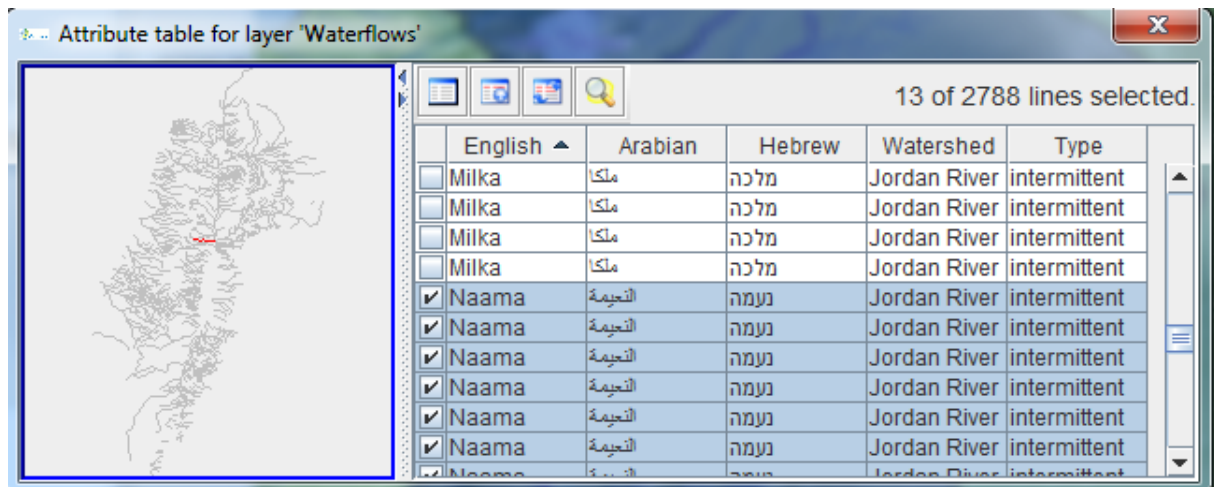 Attribute table for layer 'Waterflows'
13 of 2788 lines selected.
English Arabian Hebrew Watershed Type
Milka ملكا מלכה Jordan River intermittent
Milka ملكا מלכה Jordan River intermittent
Milka ملكا מלכה Jordan River intermittent
Milka ملكا מלכה Jordan River intermittent
Naama النعيمة נעמה Jordan River intermittent
Naama النعيمة נעמה Jordan River intermittent
Naama النعيمة נעמה Jordan River intermittent
Naama النعيمة נעמה Jordan River intermittent
Naama النعيمة נעמה Jordan River intermittent
Naama النعيمة נעמה Jordan River intermittent